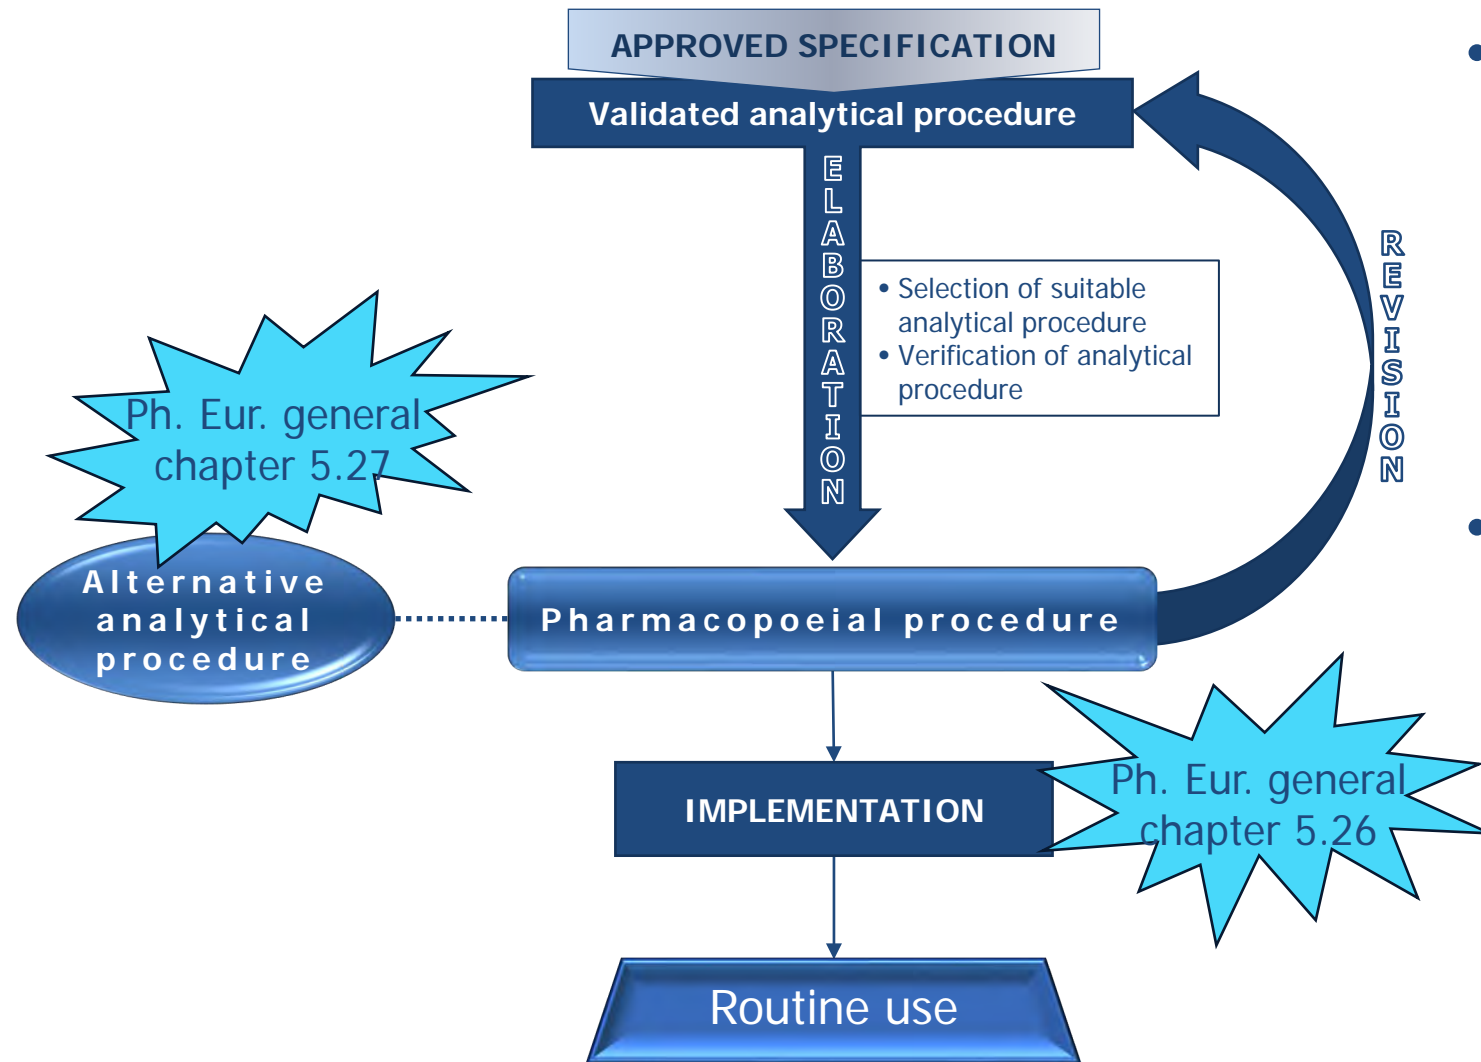 APPROVED SPECIFICATION
Validated analytical procedure
ELABORATION
• Selection of suitable
analytical procedure
• Verification of analytical
procedure
REVISION
Ph. Eur. general
chapter 5.27
Alternative
analytical
procedure
Pharmacopoeial procedure
IMPLEMENTATION
Ph. Eur. general
chapter 5.26
Routine use